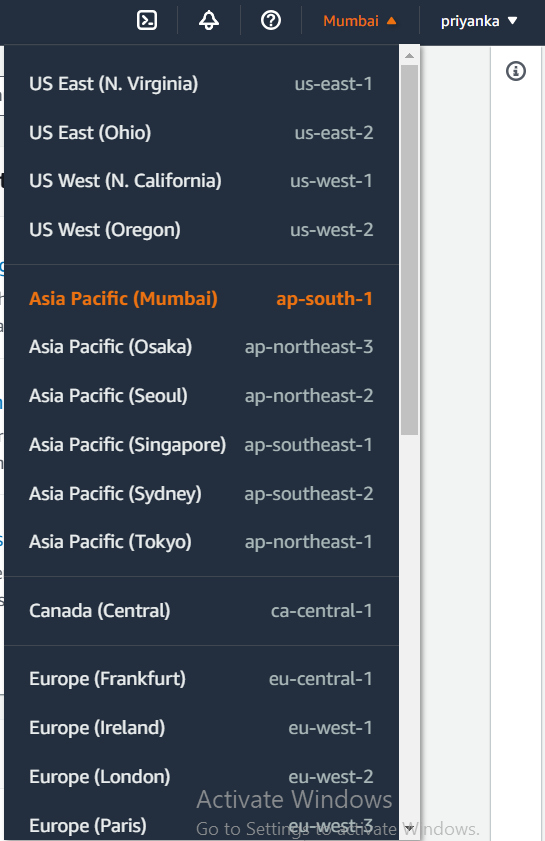 Mumbai ▲ priyanka ▼
US East (N. Virginia) us-east-1
US East (Ohio) us-east-2
US West (N. California) us-west-1
US West (Oregon) us-west-2
Asia Pacific (Mumbai) ap-south-1
Asia Pacific (Osaka) ap-northeast-3
Asia Pacific (Seoul) ap-northeast-2
Asia Pacific (Singapore) ap-southeast-1
Asia Pacific (Sydney) ap-southeast-2
Asia Pacific (Tokyo) ap-northeast-1
Canada (Central) ca-central-1
Europe (Frankfurt) eu-central-1
Europe (Ireland) eu-west-1
Europe (London) eu-west-2
Europe (Paris) eu-west-3
Activate Windows
Go to Settings to activate Windows.